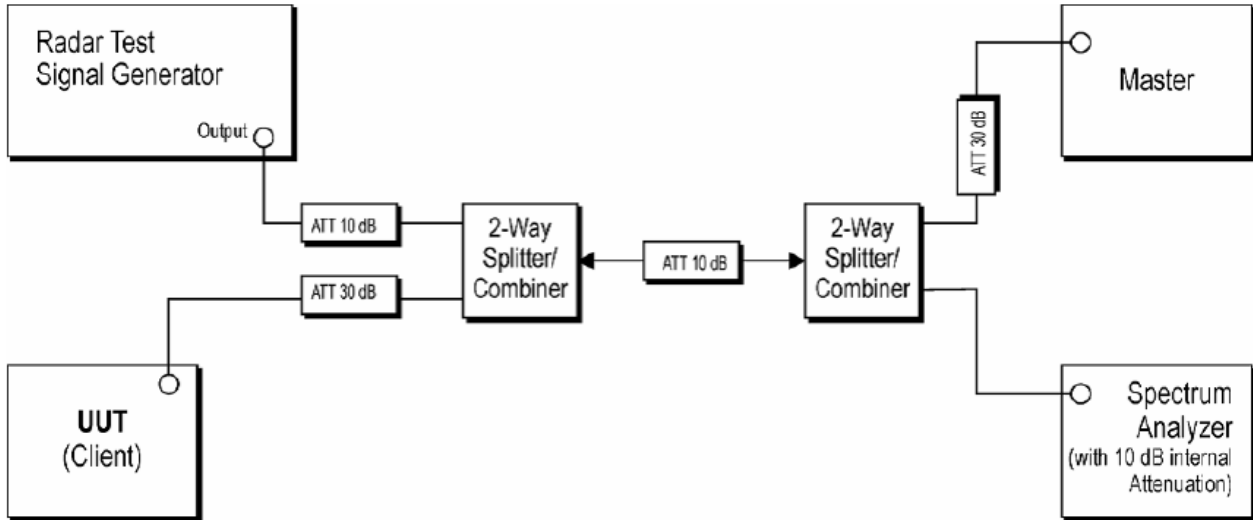 Radar Test
Signal Generator
Output
ATT 10 dB
ATT 30 dB
UUT
(Client)
2-Way
Splitter/
Combiner
ATT 10 dB
2-Way
Splitter/
Combiner
ATT 30 dB
Master
Spectrum
Analyzer
(with 10 dB internal
Attenuation)